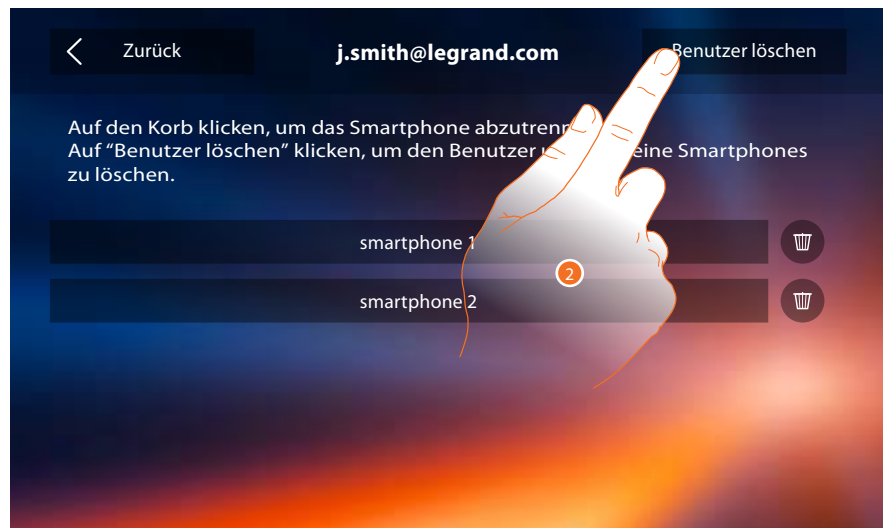 Zurück
j.smith@legrand.com
Benutzer löschen
Auf den Korb klicken, um das Smartphone
Auf “Benutzer löschen” klicken, um den Benutzer eine Smartphones
zu löschen.
smartphone 1
2
smartphone 2